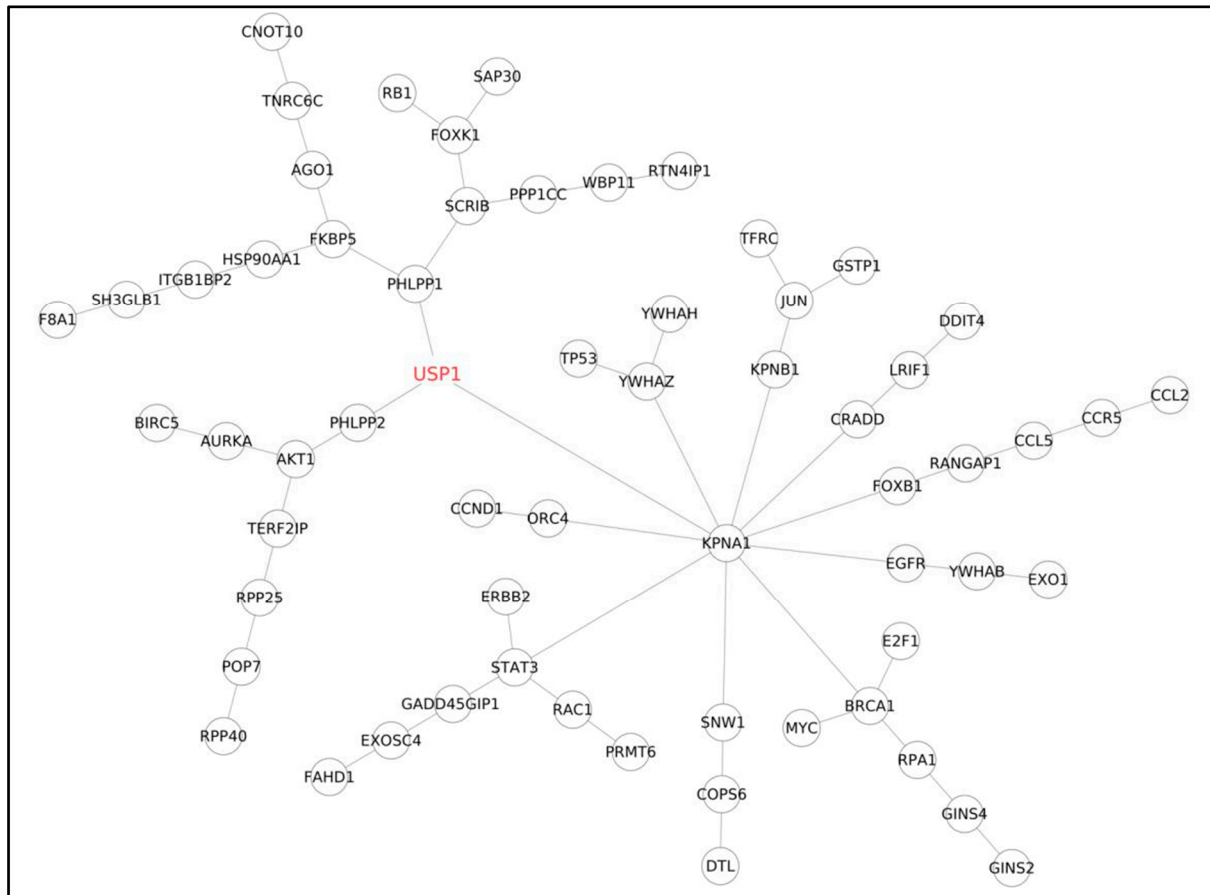 CNOT10
SAP30
RB1
TNRC6C
FOXK1
AGO1
RTN4IP1
WBP11
PPP1CC
SCRIB
FKBP5
TFRC
HSP90AA1
GSTP1
ITGB1BP2
PHLPP1
SH3GLB1
JUN
F8A1
YWHAH
DDIT4
TP53
KPNB1
LRIF1
USP1
YWHAZ
CCL2
BIRC5
PHLPP2
CRADD
CCR5
AURKA
CCL5
AKT1
RANGAP1
FOXB1
CCND1
ORC4
TERF2IP
KPNA1
EGFR
YWHAB
EXO1
RPP25
ERBB2
E2F1
POP7
STAT3
GADD45GIP1
RAC1
BRCA1
SNW1
MYC
RPP40
EXOSC4
PRMT6
RPA1
FAHD1
COPS6
GINS4
DTL
GINS2